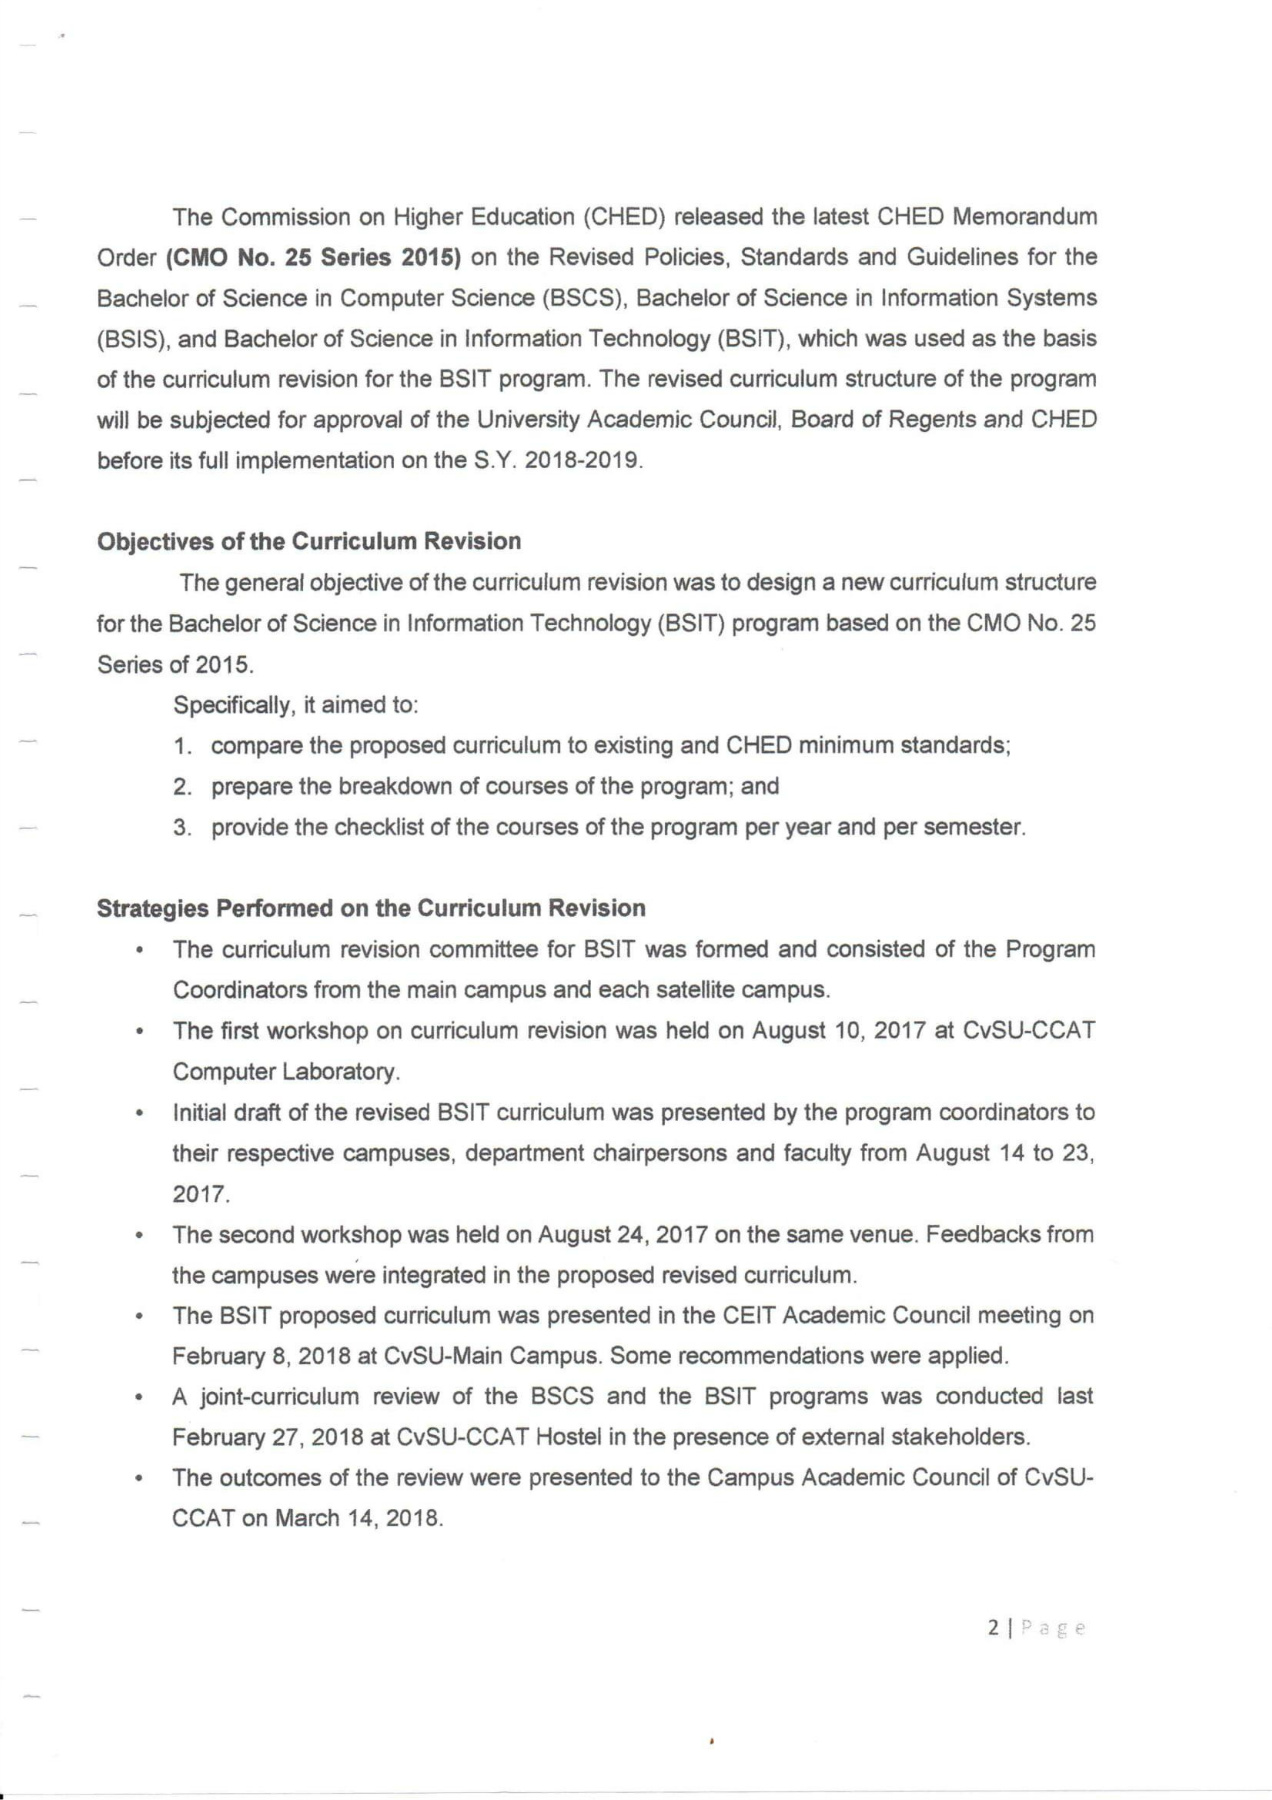 The Commission on Higher Education (CHED) released the latest CHED Memorandum
Order (CMO No. 25 Series 2015) on the Revised Policies, Standards and Guidelines for the
Bachelor of Science in Computer Science (BSCS), Bachelor of Science in Information Systems
(BSIS), and Bachelor of Science in Information Technology (BSIT), which was used as the basis
of the curriculum revision for the BSIT program. The revised curriculum structure of the program
will be subjected for approval of the University Academic Council, Board of Regents and CHED
before its full implementation on the S.Y. 2018-2019.
Objectives of the Curriculum Revision
The general objective of the curriculum revision was to design a new curriculum structure
for the Bachelor of Science in Information Technology (BSIT) program based on the CMO No. 25
Series of 2015.
Specifically, it aimed to:
1. compare the proposed curriculum to existing and CHED minimum standards;
2. prepare the breakdown of courses of the program; and
3. provide the checklist of the courses of the program per year and per semester.
Strategies Performed on the Curriculum Revision
• The curriculum revision committee for BSIT was formed and consisted of the Program
Coordinators from the main campus and each satellite campus.
• The first workshop on curriculum revision was held on August 10, 2017 at CvSU-CCAT
Computer Laboratory.
• Initial draft of the revised BSIT curriculum was presented by the program coordinators to
their respective campuses, department chairpersons and faculty from August 14 to 23,
2017.
• The second workshop was held on August 24, 2017 on the same venue. Feedbacks from
the campuses were integrated in the proposed revised curriculum.
• The BSIT proposed curriculum was presented in the CEIT Academic Council meeting on
February 8, 2018 at CvSU-Main Campus. Some recommendations were applied.
• A joint-curriculum review of the BSCS and the BSIT programs was conducted last
February 27, 2018 at CvSU-CCAT Hostel in the presence of external stakeholders.
• The outcomes of the review were presented to the Campus Academic Council of CvSU-
CCAT on March 14, 2018.
2 | Page